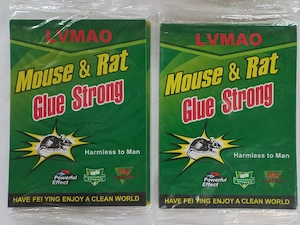 LVMAO
Mouse & Rat
Glue Strong
Harmless to Man
Powerful
Effect
HAVE FEI YING ENJOY A CLEAN WORLD
LVMAO
Mouse & Rat
Glue Strong
Harmless to Man
Powerful
Effect
HAVE FEI YING ENJOY A CLEAN WORLD